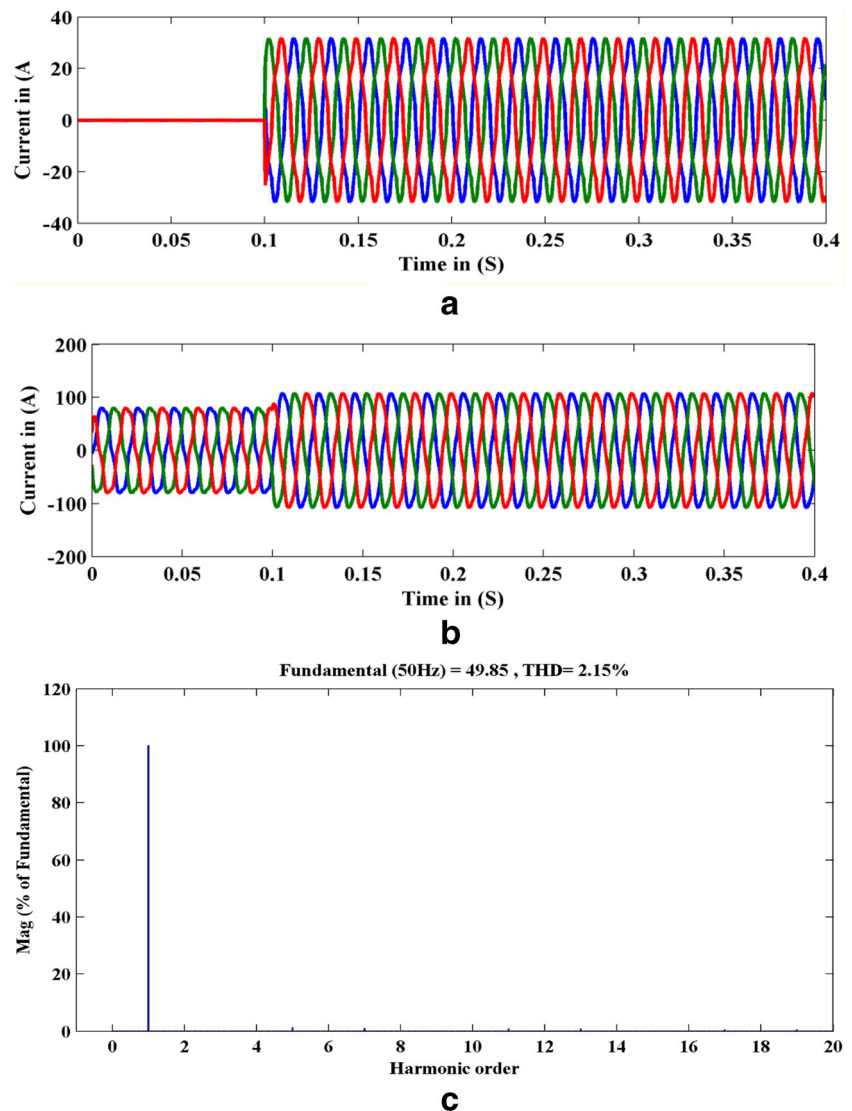 40
20
0
-20
-40
Current in (A
0 0.05 0.1 0.15 0.2 0.25 0.3 0.35 0.4
Time in (S)
a
200
100
0
-100
-200
Current in (A)
0 0.05 0.1 0.15 0.2 0.25 0.3 0.35 0.4
Time in (S)
b
Fundamental (50Hz) = 49.85 , THD= 2.15%
120
100
80
60
40
20
0
Mag (% of Fundamental)
0 2 4 6 8 10 12 14 16 18 20
Harmonic order
c